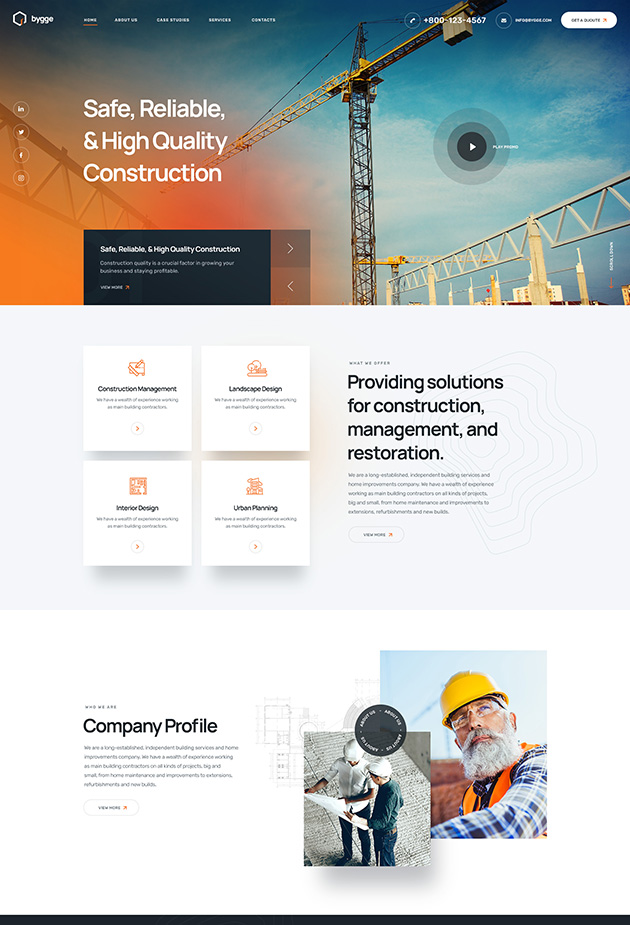 bygge
HOME
ABOUT US
CASE STUDIES
SERVICES
CONTACTS
+800-123-4567
INFO@BYGGE.COM
GET A QUOUTE
Safe, Reliable,
& High Quality
Construction
PLAY PROMO
Safe, Reliable, & High Quality Construction
Construction quality is a crucial factor in growing your
business and staying profitable.
VIEW MORE
Construction Management
We have a wealth of experience working
as main building contractors.
Landscape Design
We have a wealth of experience working
as main building contractors.
Interior Design
We have a wealth of experience working
as main building contractors.
Urban Planning
We have a wealth of experience working
as main building contractors.
WHAT WE OFFER
Providing solutions
for construction,
management, and
restoration.
We are a long-established, independent building services and
home improvements company. We have a wealth of experience
working as main building contractors on all kinds of projects,
big and small, from home maintenance and improvements to
extensions, refurbishments and new builds.
VIEW MORE
WHO WE ARE
Company Profile
We are a long-established, independent building services and home
improvements company. We have a wealth of experience working
as main building contractors on all kinds of projects, big and
small, from home maintenance and improvements to extensions,
refurbishments and new builds.
VIEW MORE
ABOUT US - ABOUT US - ABOUT US - ABOUT US